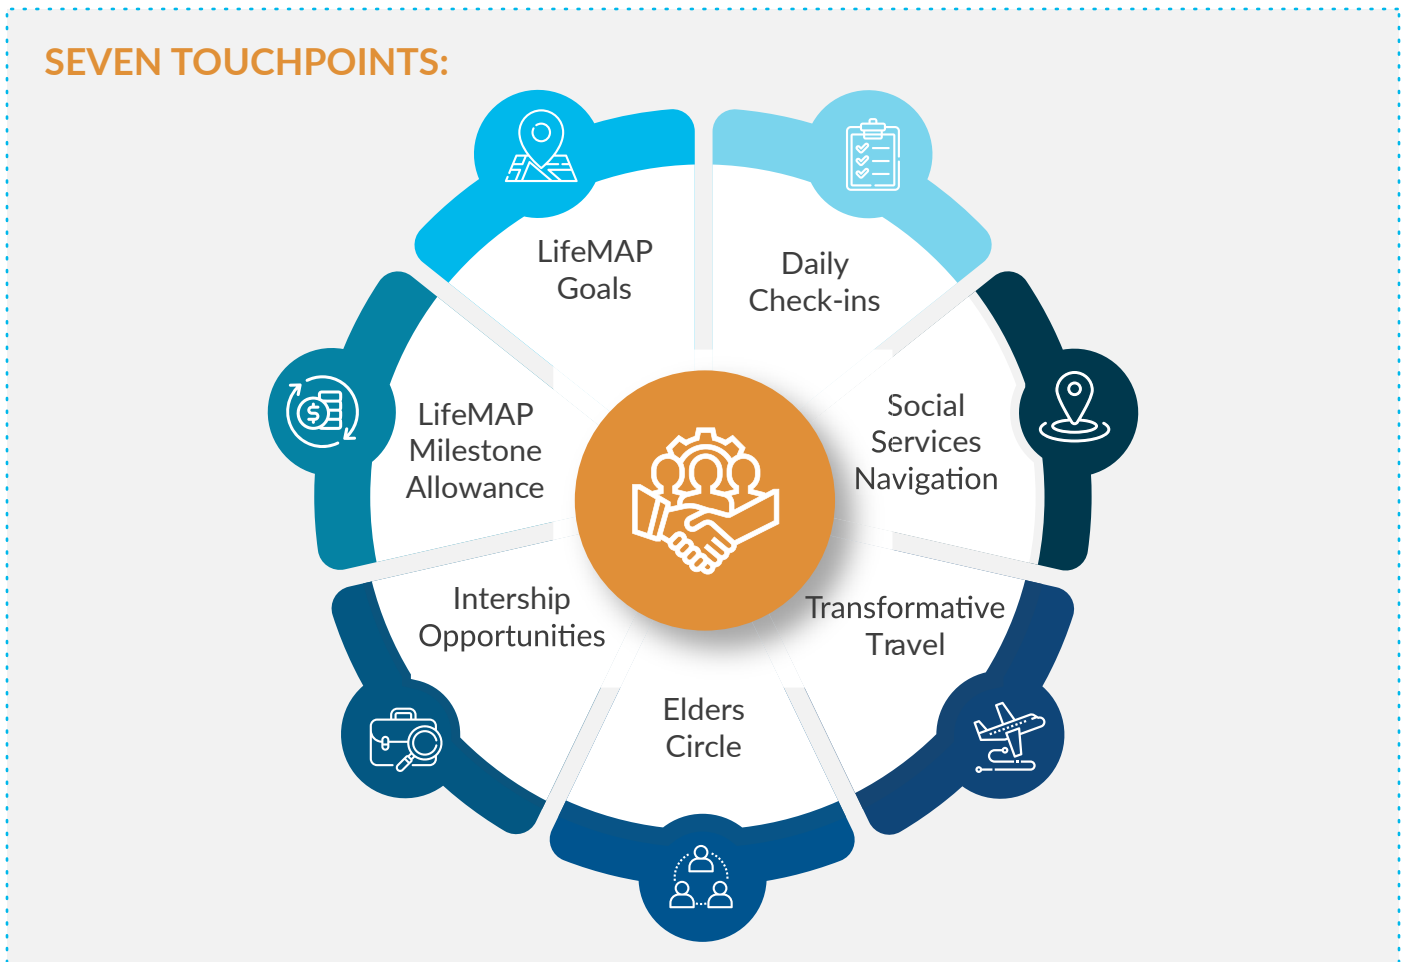 SEVEN TOUCHPOINTS:
LifeMAP
Goals
Daily
Check-ins
Social
Services
Navigation
Transformative
Travel
Elders
Circle
Intership
Opportunities
LifeMAP
Milestone
Allowance
$